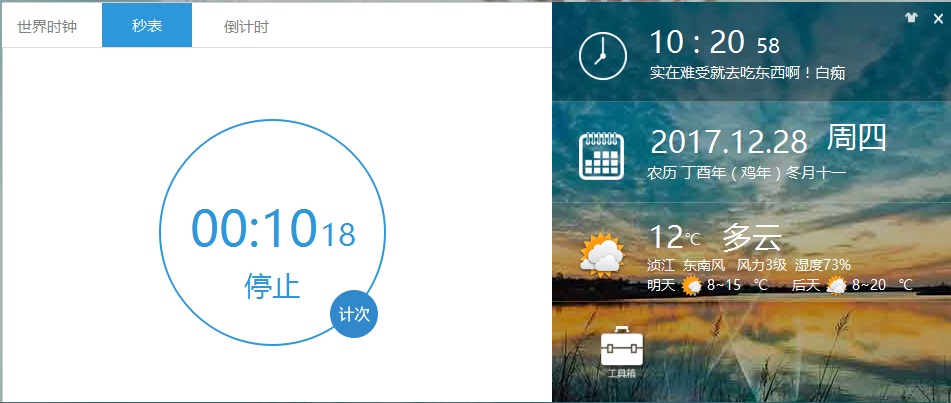 世界时钟 秒表 倒计时
00:10 18
停止
计次
10 : 20 58
实在难受就去吃东西啊！白痴
2017.12.28 周四
农历 丁酉年（鸡年）冬月十一
12℃ 多云
浈江 东南风 风力3级 湿度73%
明天 8~15 ℃ 后天 8~20 ℃
工具箱